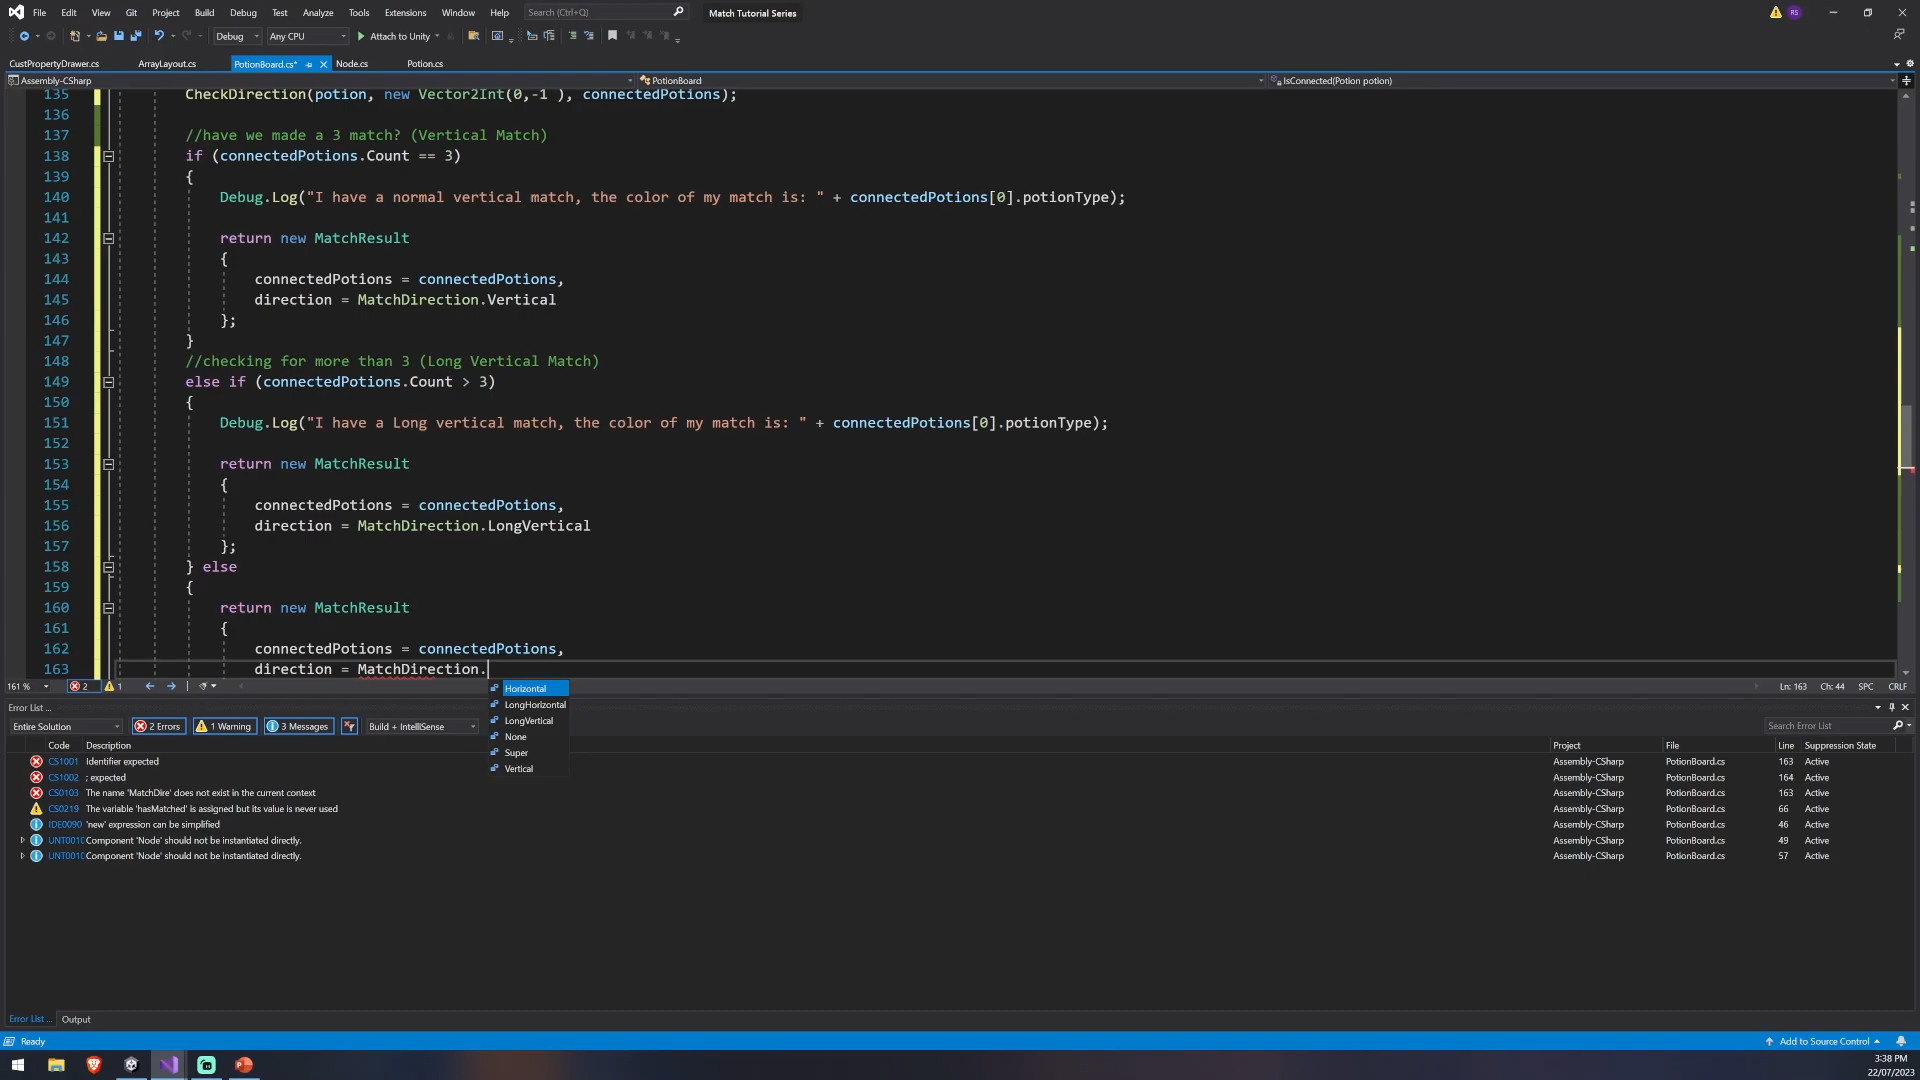 File Edit View Git Project Build Debug Test Analyze Tools Extensions Window Help Search (Ctrl+Q) Match Tutorial Series RS
Debug Any CPU Attach to Unity
CustPropertyDrawer.cs ArrayLayout.cs PotionBoard.cs* Node.cs Potion.cs
Assembly-CSharp PotionBoard IsConnected(Potion potion)
135 CheckDirection(potion, new Vector2Int(0,-1 ), connectedPotions);
136
137 //have we made a 3 match? (Vertical Match)
138 if (connectedPotions.Count == 3)
139 {
140 Debug.Log("I have a normal vertical match, the color of my match is: " + connectedPotions[0].potionType);
141
142 return new MatchResult
143 {
144 connectedPotions = connectedPotions,
145 direction = MatchDirection.Vertical
146 };
147 }
148 //checking for more than 3 (Long Vertical Match)
149 else if (connectedPotions.Count > 3)
150 {
151 Debug.Log("I have a Long vertical match, the color of my match is: " + connectedPotions[0].potionType);
152
153 return new MatchResult
154 {
155 connectedPotions = connectedPotions,
156 direction = MatchDirection.LongVertical
157 };
158 } else
159 {
160 return new MatchResult
161 {
162 connectedPotions = connectedPotions,
163 direction = MatchDirection.
161 % 2 1 Ln: 163 Ch: 44 SPC CRLF
Horizontal
LongHorizontal
LongVertical
None
Super
Vertical
Error List ...
Entire Solution 2 Errors 1 Warning 3 Messages Build + IntelliSense Search Error List
Code Description Project File Line Suppression State
CS1001 Identifier expected Assembly-CSharp PotionBoard.cs 163 Active
CS1002 ; expected Assembly-CSharp PotionBoard.cs 164 Active
CS0103 The name 'MatchDire' does not exist in the current context Assembly-CSharp PotionBoard.cs 163 Active
CS0219 The variable 'hasMatched' is assigned but its value is never used Assembly-CSharp PotionBoard.cs 66 Active
IDE0090 'new' expression can be simplified Assembly-CSharp PotionBoard.cs 46 Active
UNT0010 Component 'Node' should not be instantiated directly. Assembly-CSharp PotionBoard.cs 49 Active
UNT0010 Component 'Node' should not be instantiated directly. Assembly-CSharp PotionBoard.cs 57 Active
Error List ... Output
Ready Add to Source Control
3:38 PM
22/07/2023